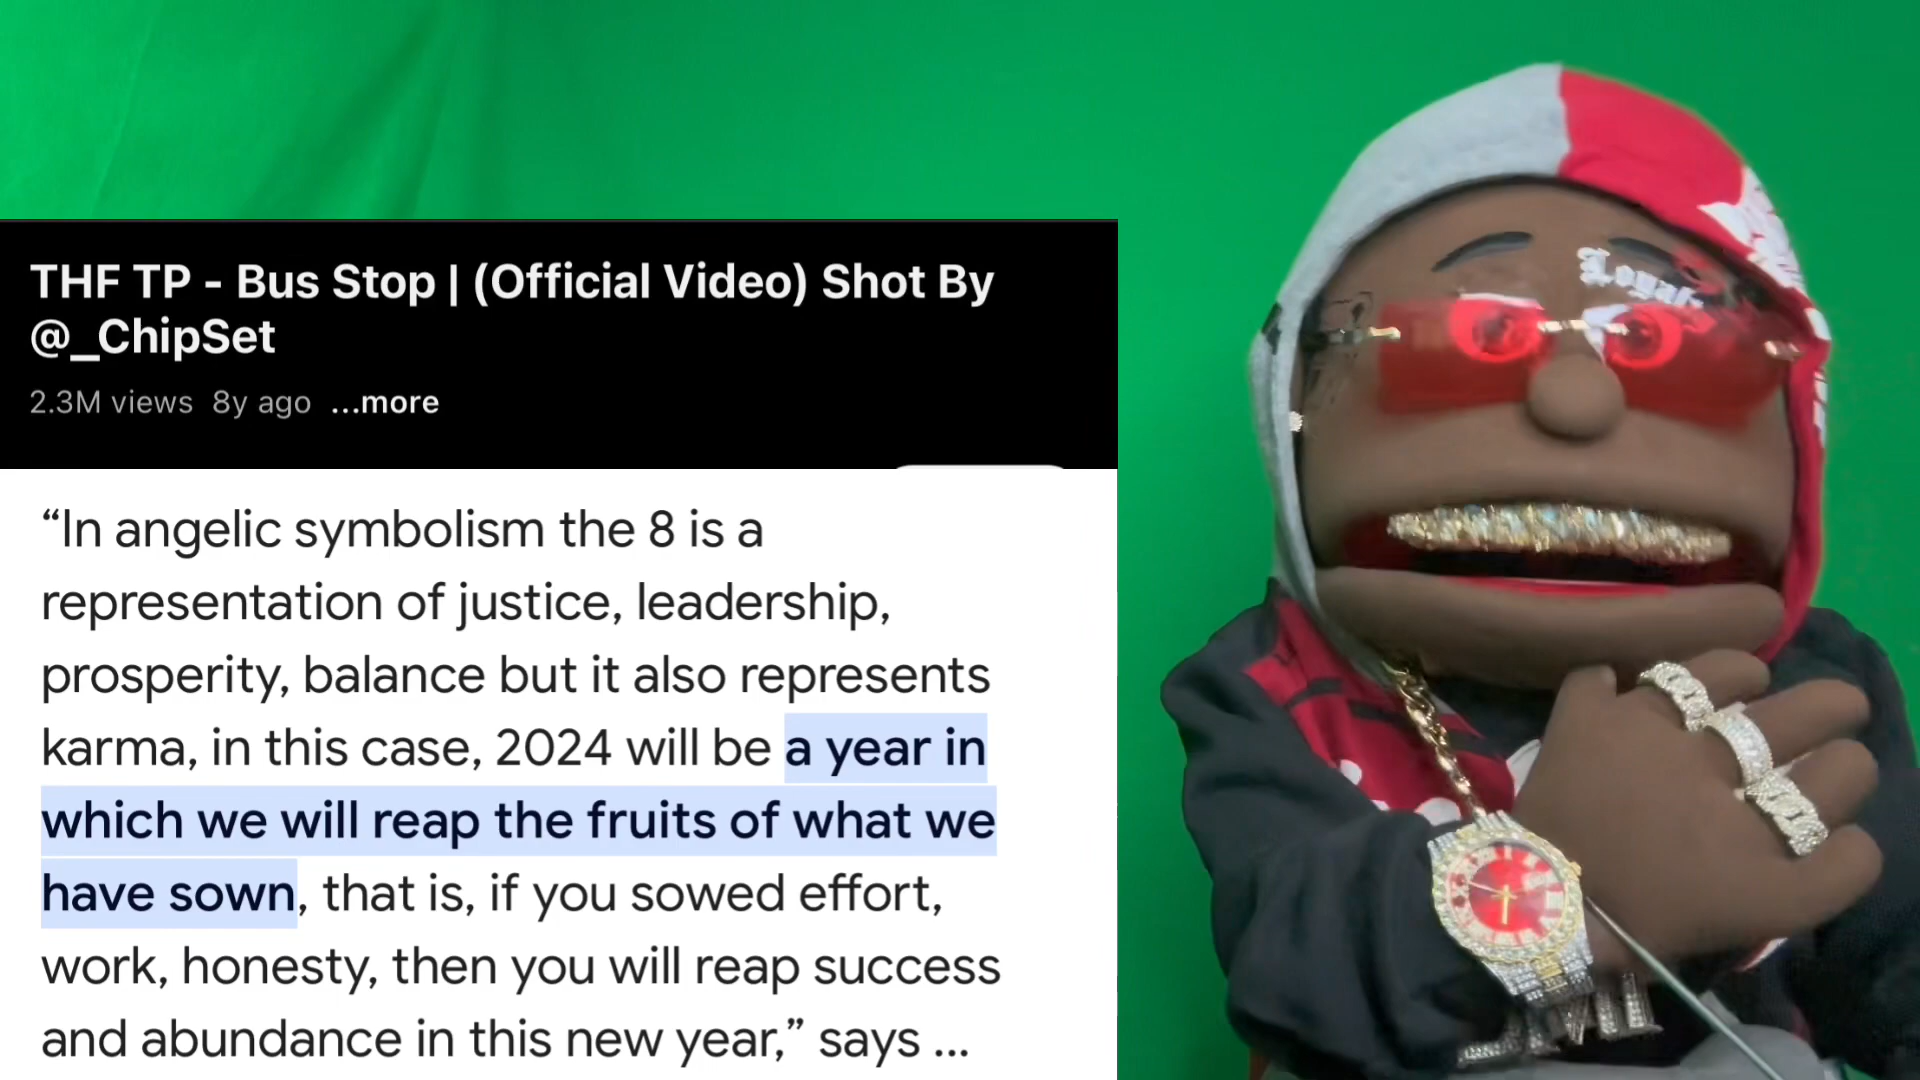 THF TP - Bus Stop | (Official Video) Shot By
@_ChipSet
2.3M views 8y ago ...more
“In angelic symbolism the 8 is a
representation of justice, leadership,
prosperity, balance but it also represents
karma, in this case, 2024 will be a year in
which we will reap the fruits of what we
have sown, that is, if you sowed effort,
work, honesty, then you will reap success
and abundance in this new year,” says ...